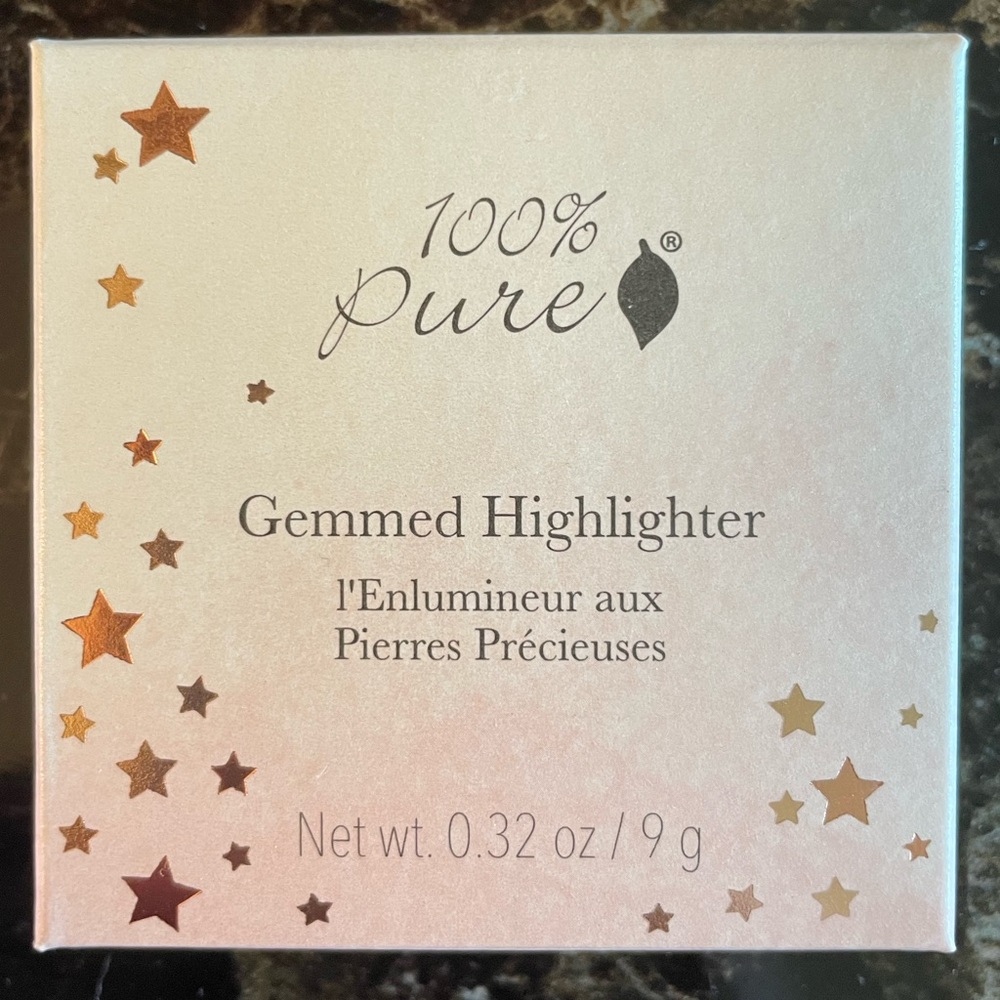 100%
Pure®
Gemmed Highlighter
l'Enlumineur aux
Pierres Précieuses
Net wt. 0.32 oz / 9 g